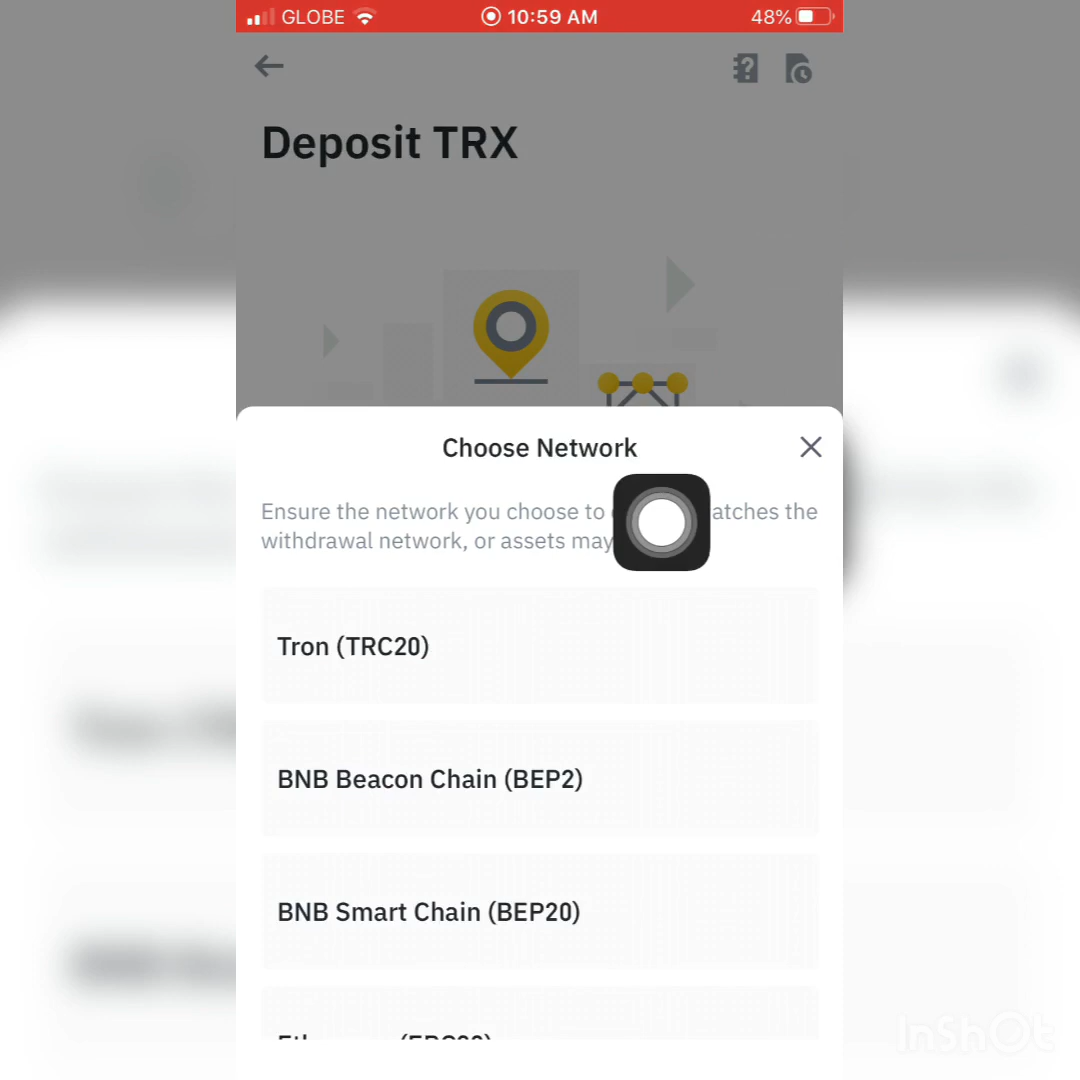 GLOBE 10:59 AM 48%
Deposit TRX
Choose Network
Ensure the network you choose to atches the
withdrawal network, or assets may
Tron (TRC20)
BNB Beacon Chain (BEP2)
BNB Smart Chain (BEP20)
InShOt